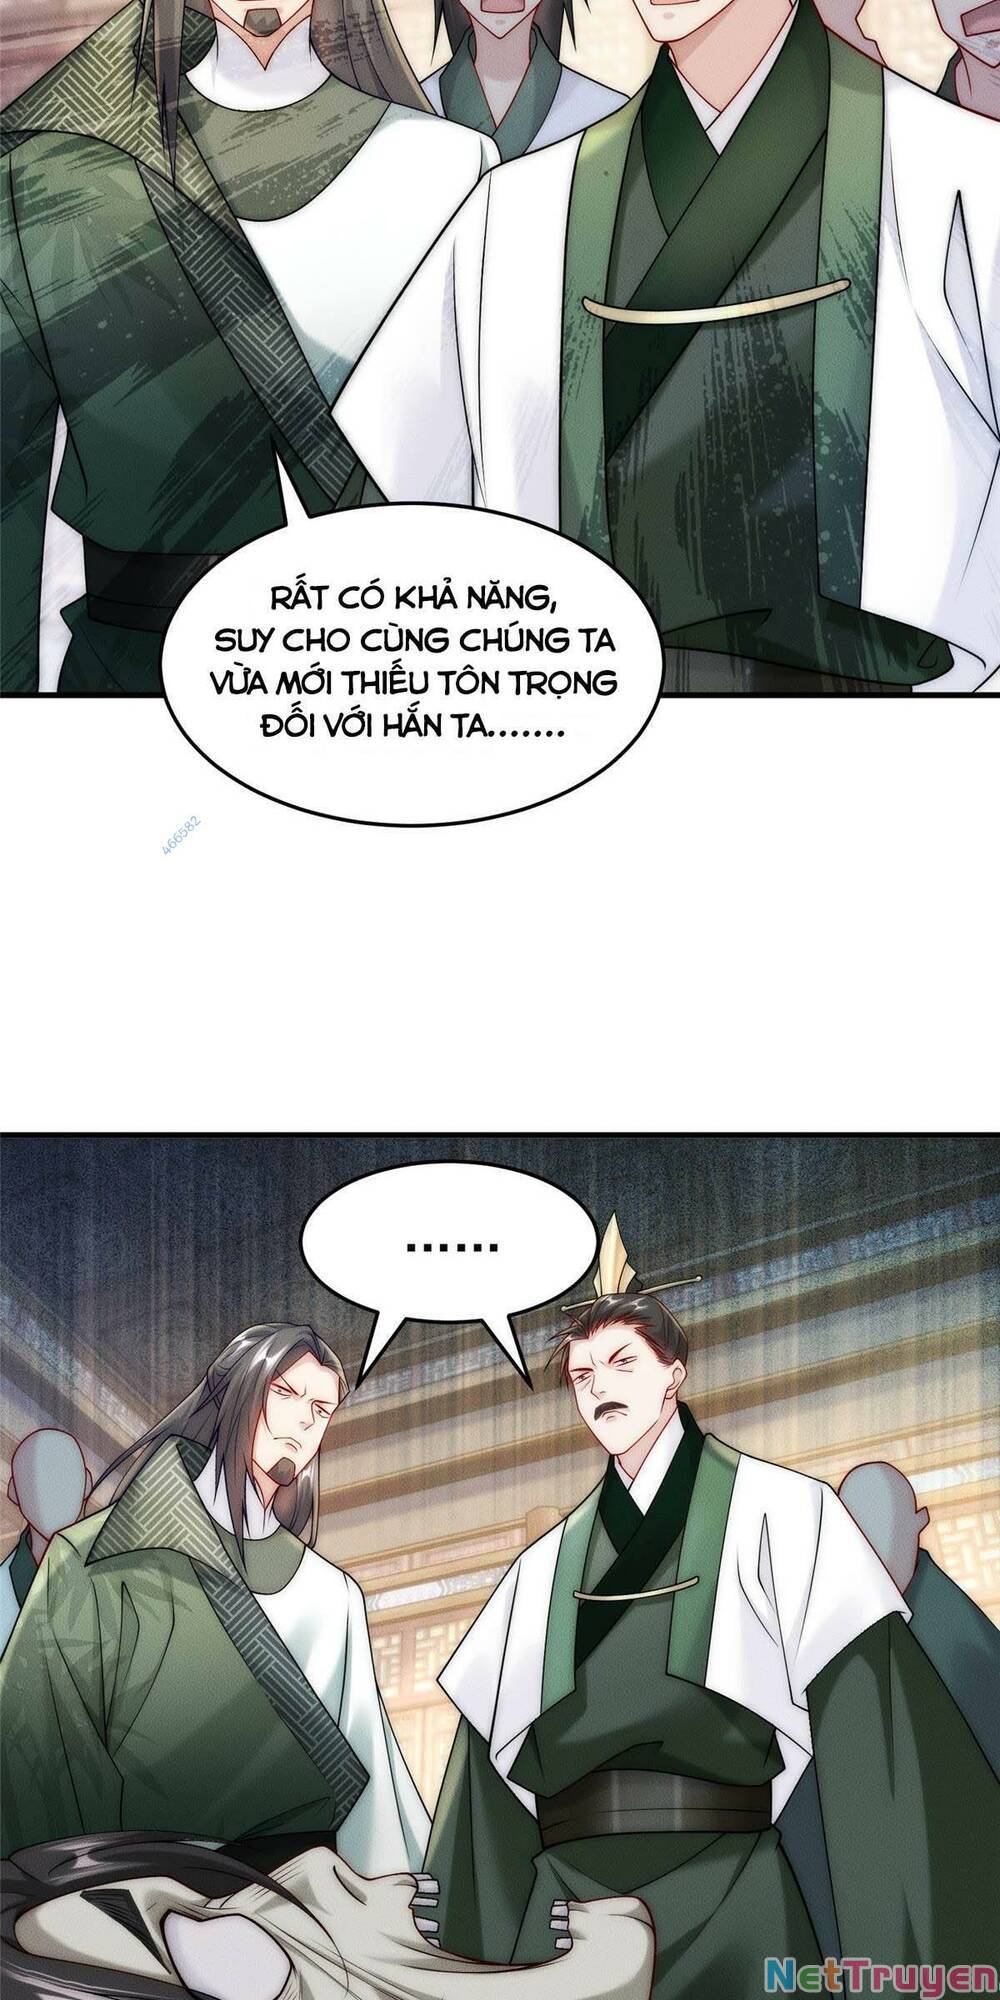 RẤT CÓ KHẢ NĂNG,
SUY CHO CÙNG CHÚNG TA
VỪA MỚI THIẾU TÔN TRỌNG
ĐỐI VỚI HẮN TA.......
466582
......
NetTruyen